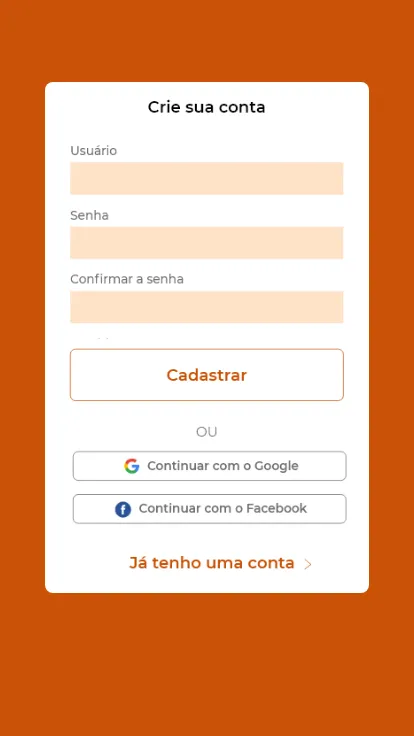 Crie sua conta
Usuário
Senha
Confirmar a senha
Cadastrar
OU
Continuar com o Google
Continuar com o Facebook
Já tenho uma conta